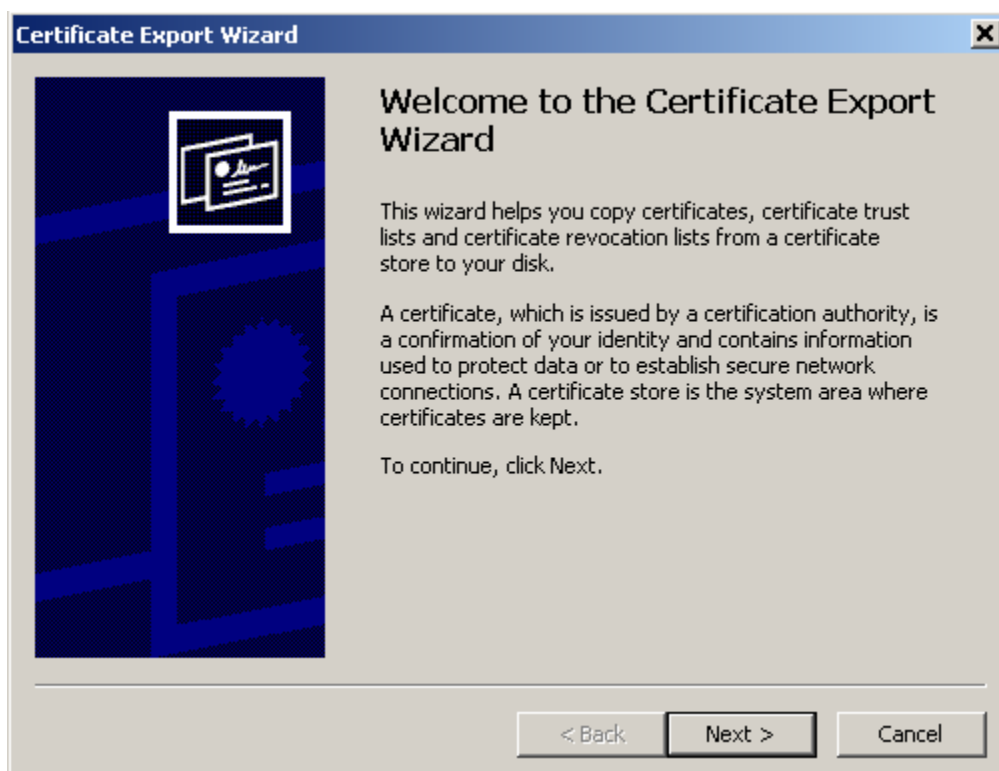 Certificate Export Wizard
Welcome to the Certificate Export
Wizard
This wizard helps you copy certificates, certificate trust
lists and certificate revocation lists from a certificate
store to your disk.
A certificate, which is issued by a certification authority, is
a confirmation of your identity and contains information
used to protect data or to establish secure network
connections. A certificate store is the system area where
certificates are kept.
To continue, click Next.
< Back
Next >
Cancel